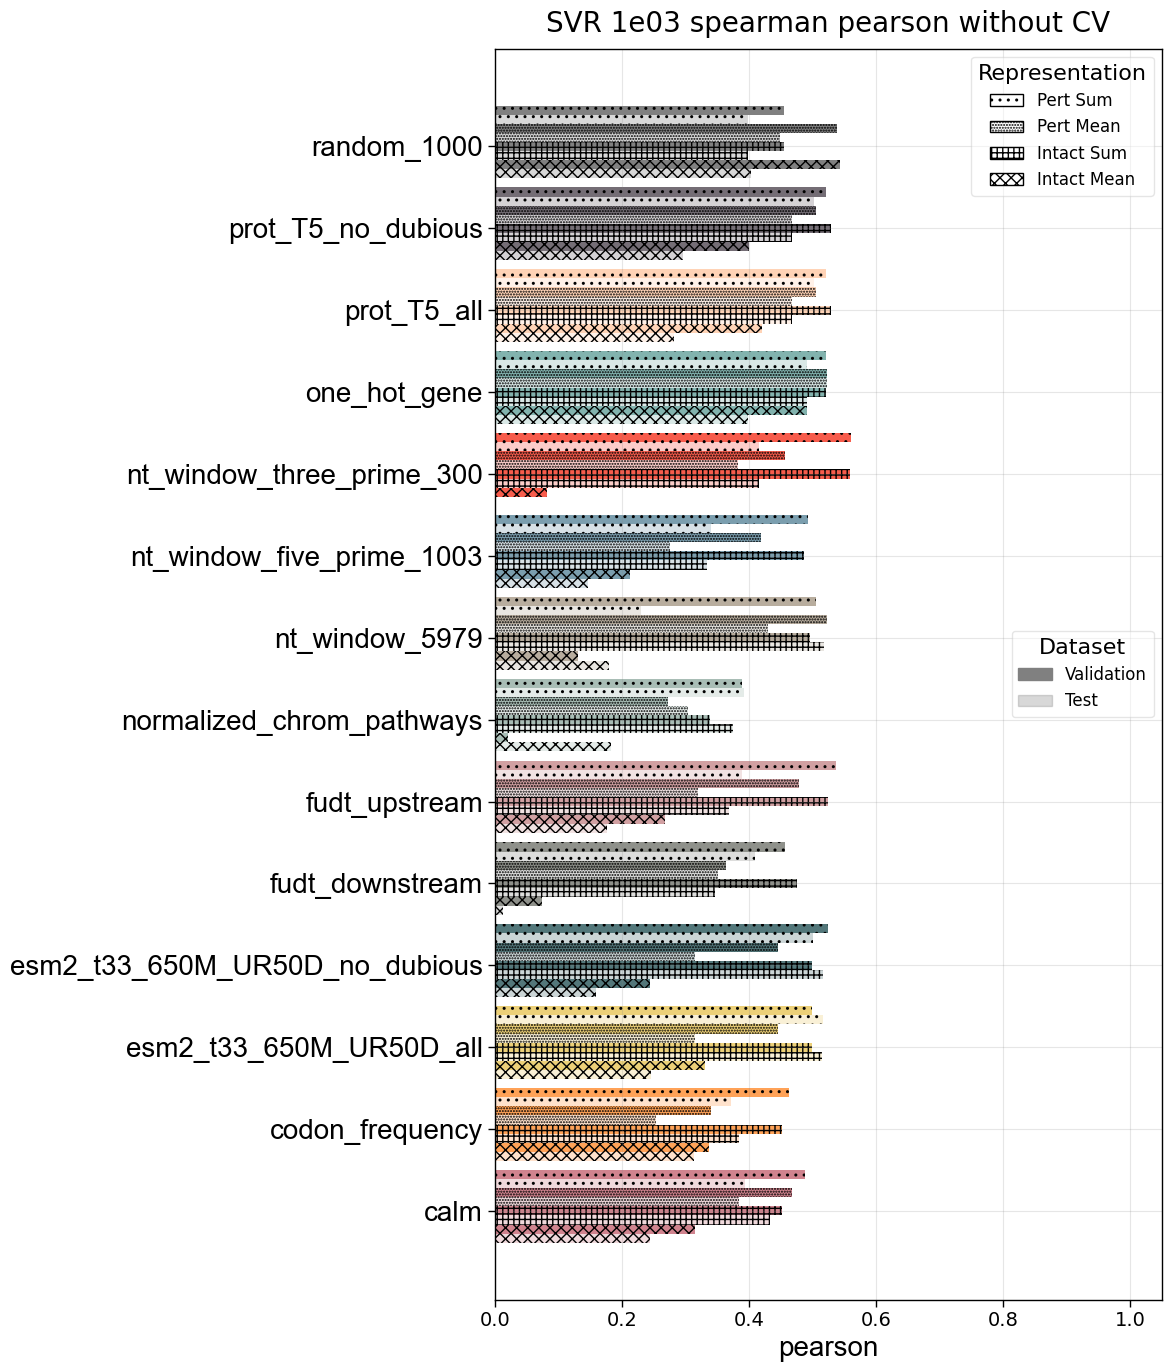 SVR 1e03 spearman pearson without CV
Representation
Pert Sum
Pert Mean
Intact Sum
Intact Mean
random_1000
prot_T5_no_dubious
prot_T5_all
one_hot_gene
nt_window_three_prime_300
nt_window_five_prime_1003
nt_window_5979
Dataset
Validation
Test
normalized_chrom_pathways
fudt_upstream
fudt_downstream
esm2_t33_650M_UR50D_no_dubious
esm2_t33_650M_UR50D_all
codon_frequency
calm
0.0 0.2 0.4 0.6 0.8 1.0
pearson